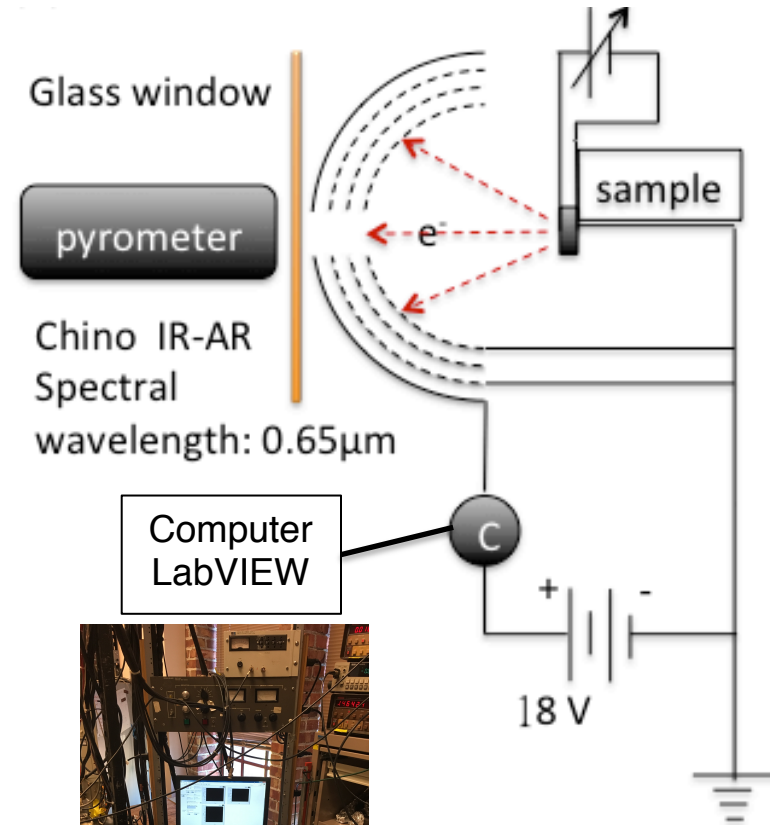 Glass window
pyrometer
Chino IR-AR
Spectral
wavelength: 0.65µm
sample
e-
Computer
LabVIEW
C
+ -
18 V